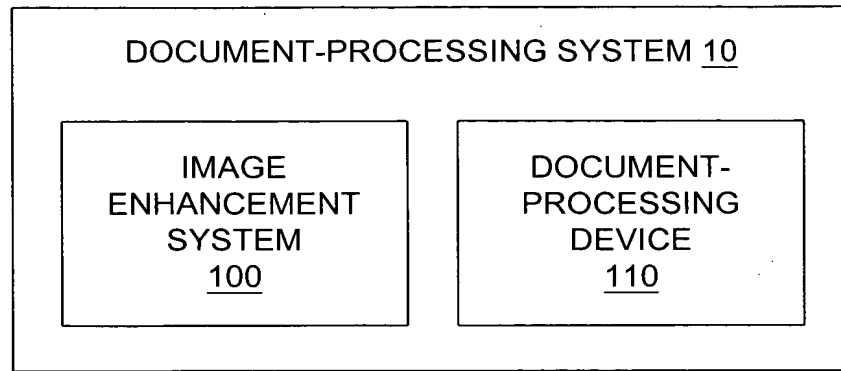 DOCUMENT-PROCESSING SYSTEM 10
IMAGE
ENHANCEMENT
SYSTEM
100
DOCUMENT-
PROCESSING
DEVICE
110